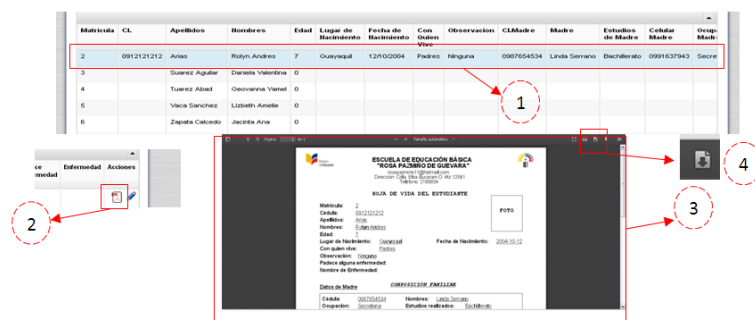 Matricula CI. Apellidos Nombres Edad Lugar de Nacimiento Fecha de Nacimiento Con Quien Vive Observacion CI.Madre Madre Estudios de Madre Celular Madre
2 0912121212 Arias Rolyn Andres 7 Guayaquil 12/10/2004 Padres Ninguna 0987654534 Linda Serrano Bachillerato 0991637943 Secre
3 Suarez Aguilar Daniela Valentina 0
4 Tuarez Abad Geovanna Yamel 0
5 Vaca Sanchez Lizbeth Amelie 0
6 Zapata Calcedo Jacinta Ana 0
1
Enfermedad Acciones
2
ESCUELA DE EDUCACIÓN BÁSICA
"ROSA PAZMIÑO DE GUEVARA"
HOJA DE VIDA DEL ESTUDIANTE
Matricula: 2
Cédula: 0912121212
Apellidos: Arias
Nombres: Rolyn Andres
Edad: 7
Lugar de Nacimiento: Guayaquil Fecha de Nacimiento: 2004-10-12
Con quien vive: Padres
Observación: Ninguno
Padece alguna enfermedad:
Nombre de Enfermedad:
FOTO
Datos de Madre COMPOSICIÓN FAMILIAR
Cédula: 0987654534 Nombres: Linda Serrano
Ocupacion: Secretaria Estudios realizados: Bachillerato
3
4